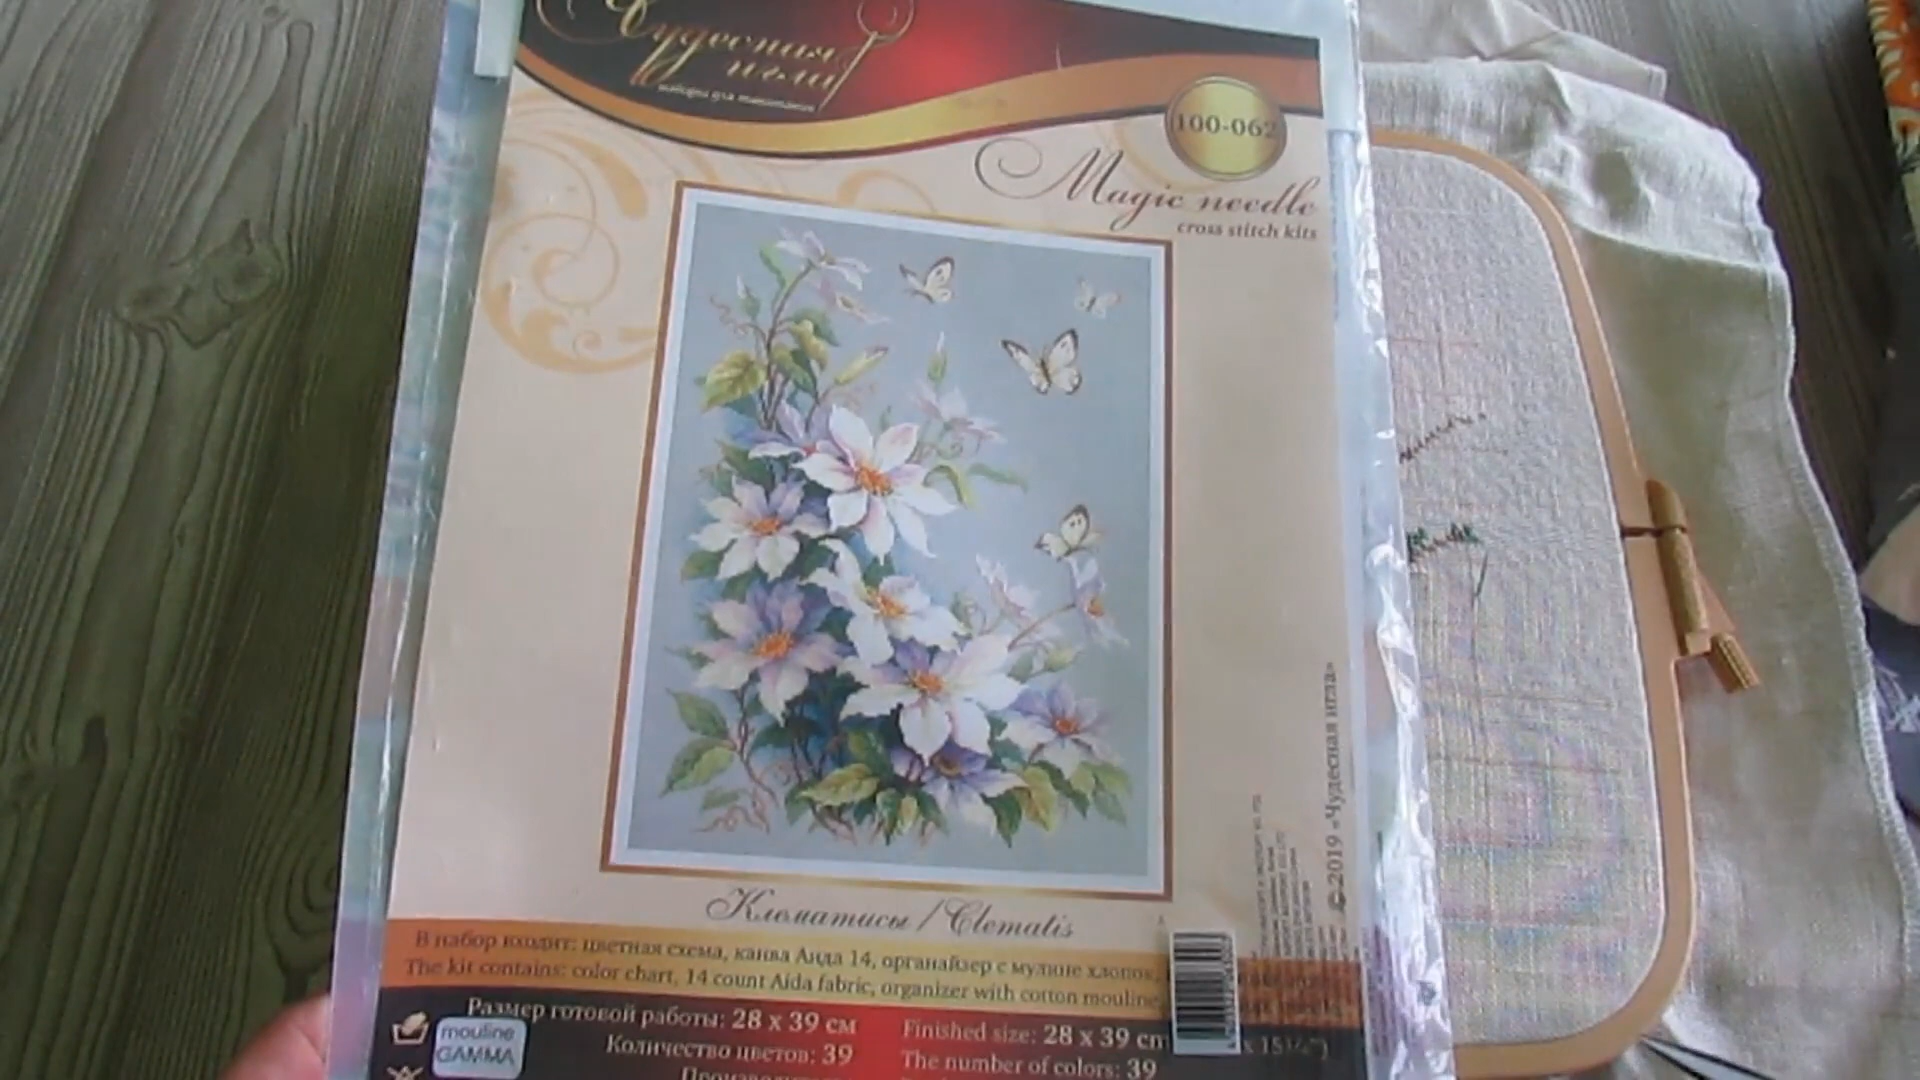 Чудесная
игла
наборы для вышивания
100-062
Magic needle
cross stitch kits
©2019 «Чудесная игла»
Клематисы / Clematis
В набор входит: цветная схема, канва Аида 14, органайзер с мулине хлопок,
The kit contains: color chart, 14 count Aida fabric, organizer with cotton mouline,
Размер готовой работы: 28 x 39 см
Finished size: 28 x 39 cm
x 15¼")
mouline
GAMMA
Количество цветов: 39
The number of colors: 39